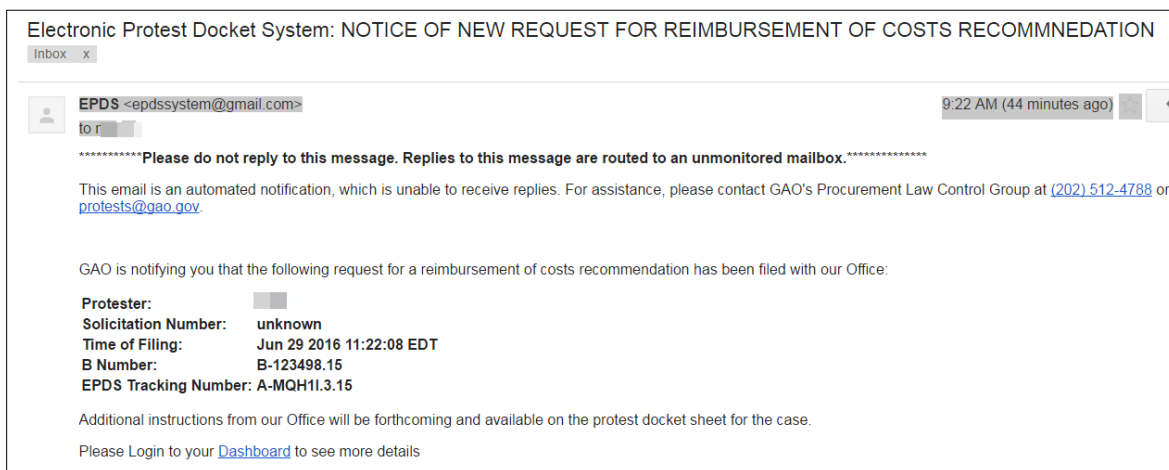 Electronic Protest Docket System: NOTICE OF NEW REQUEST FOR REIMBURSEMENT OF COSTS RECOMMNEDATION
Inbox x
EPDS <epdssystem@gmail.com>
9:22 AM (44 minutes ago)
to r
***********Please do not reply to this message. Replies to this message are routed to an unmonitored mailbox.**************
This email is an automated notification, which is unable to receive replies. For assistance, please contact GAO's Procurement Law Control Group at (202) 512-4788 or
protests@gao.gov.
GAO is notifying you that the following request for a reimbursement of costs recommendation has been filed with our Office:
Protester:
Solicitation Number: unknown
Time of Filing: Jun 29 2016 11:22:08 EDT
B Number: B-123498.15
EPDS Tracking Number: A-MQH1I.3.15
Additional instructions from our Office will be forthcoming and available on the protest docket sheet for the case.
Please Login to your Dashboard to see more details